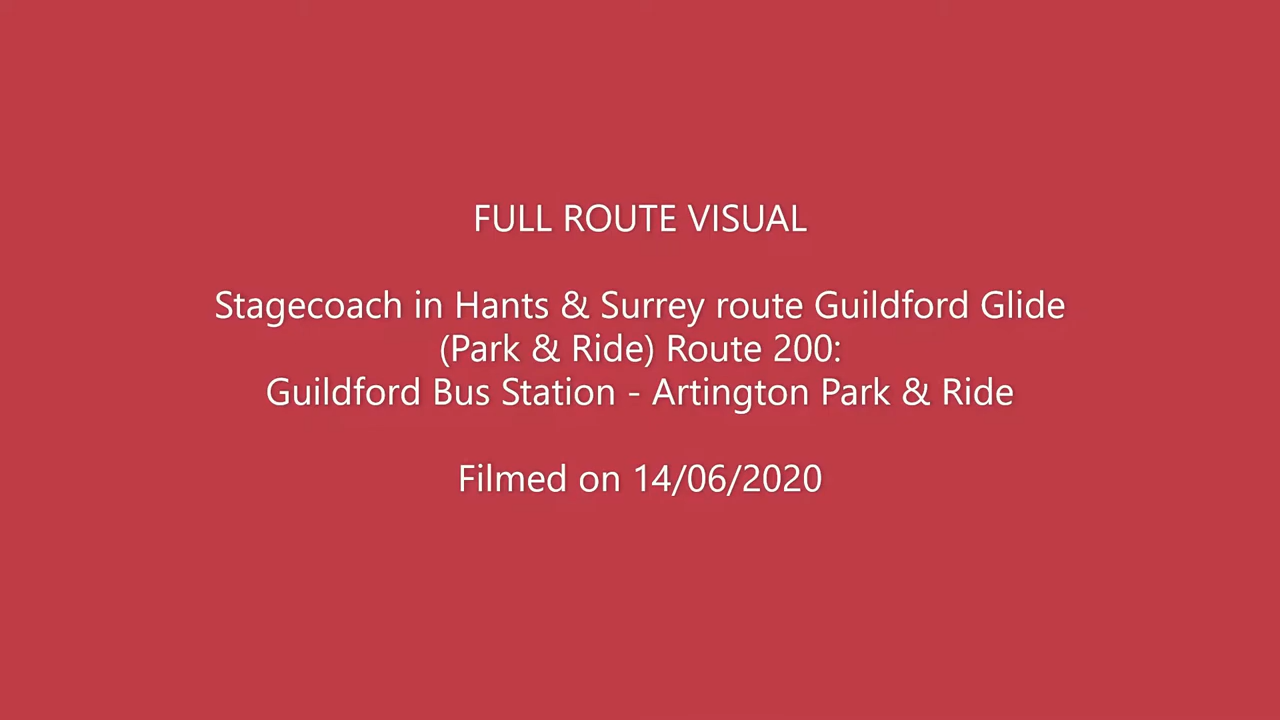 FULL ROUTE VISUAL
Stagecoach in Hants & Surrey route Guildford Glide
(Park & Ride) Route 200:
Guildford Bus Station - Artington Park & Ride
Filmed on 14/06/2020